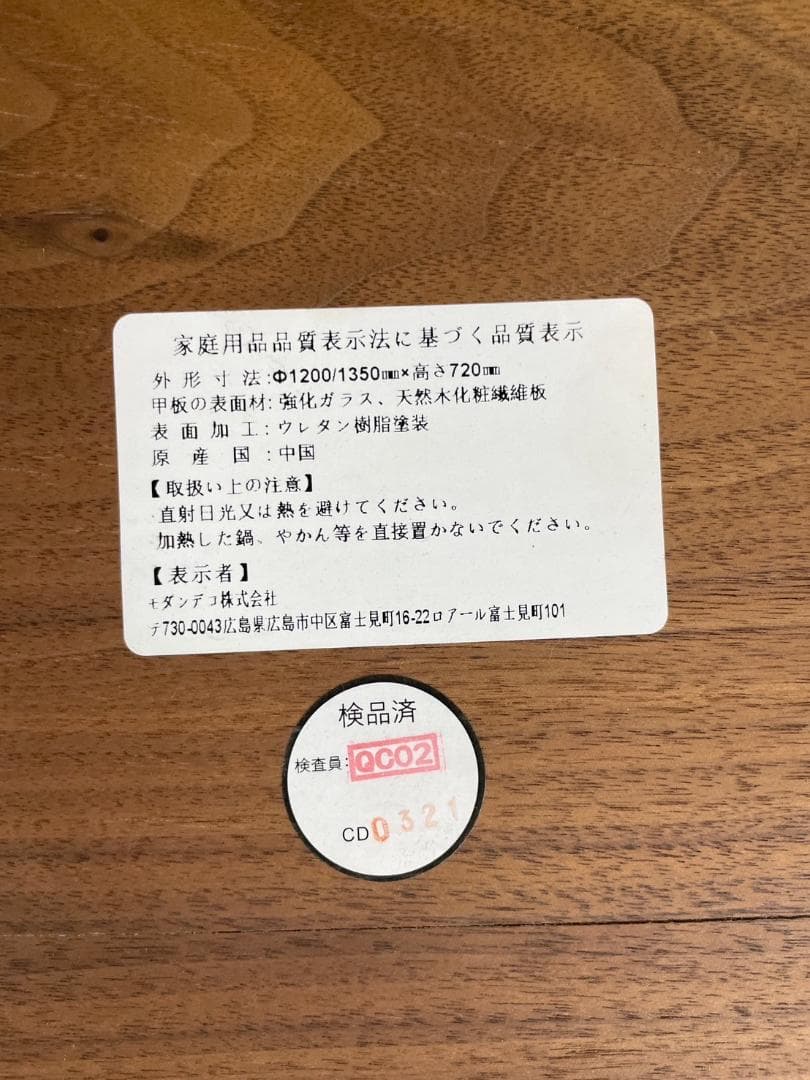 家庭用品品質表示法に基づく品質表示
外形寸法:Φ1200/1350㎜×高さ720㎜
甲板の表面材:強化ガラス、天然木化粧繊維板
表面加工:ウレタン樹脂塗装
原産国:中国
【取扱い上の注意】
直射日光又は熱を避けてください。
加熱した鍋、やかん等を直接置かないでください。
【表示者】
モダンデコ株式会社
〒730-0043広島県広島市中区富士見町16-22ロアール富士見町101
検品済
検査員:QC02
CD0321